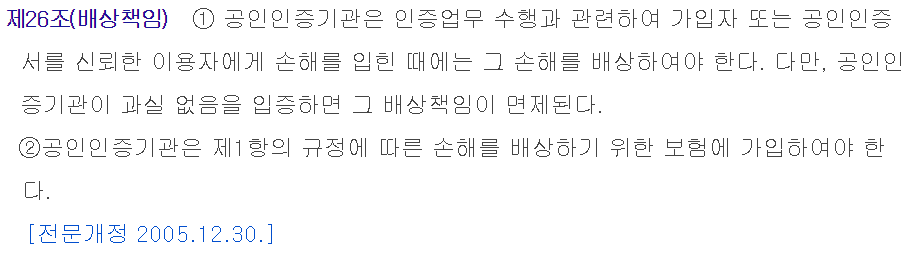 제26조(배상책임) ① 공인인증기관은 인증업무 수행과 관련하여 가입자 또는 공인인증
서를 신뢰한 이용자에게 손해를 입힌 때에는 그 손해를 배상하여야 한다. 다만, 공인인
증기관이 과실 없음을 입증하면 그 배상책임이 면제된다.
②공인인증기관은 제1항의 규정에 따른 손해를 배상하기 위한 보험에 가입하여야 한
다.
[전문개정 2005.12.30.]